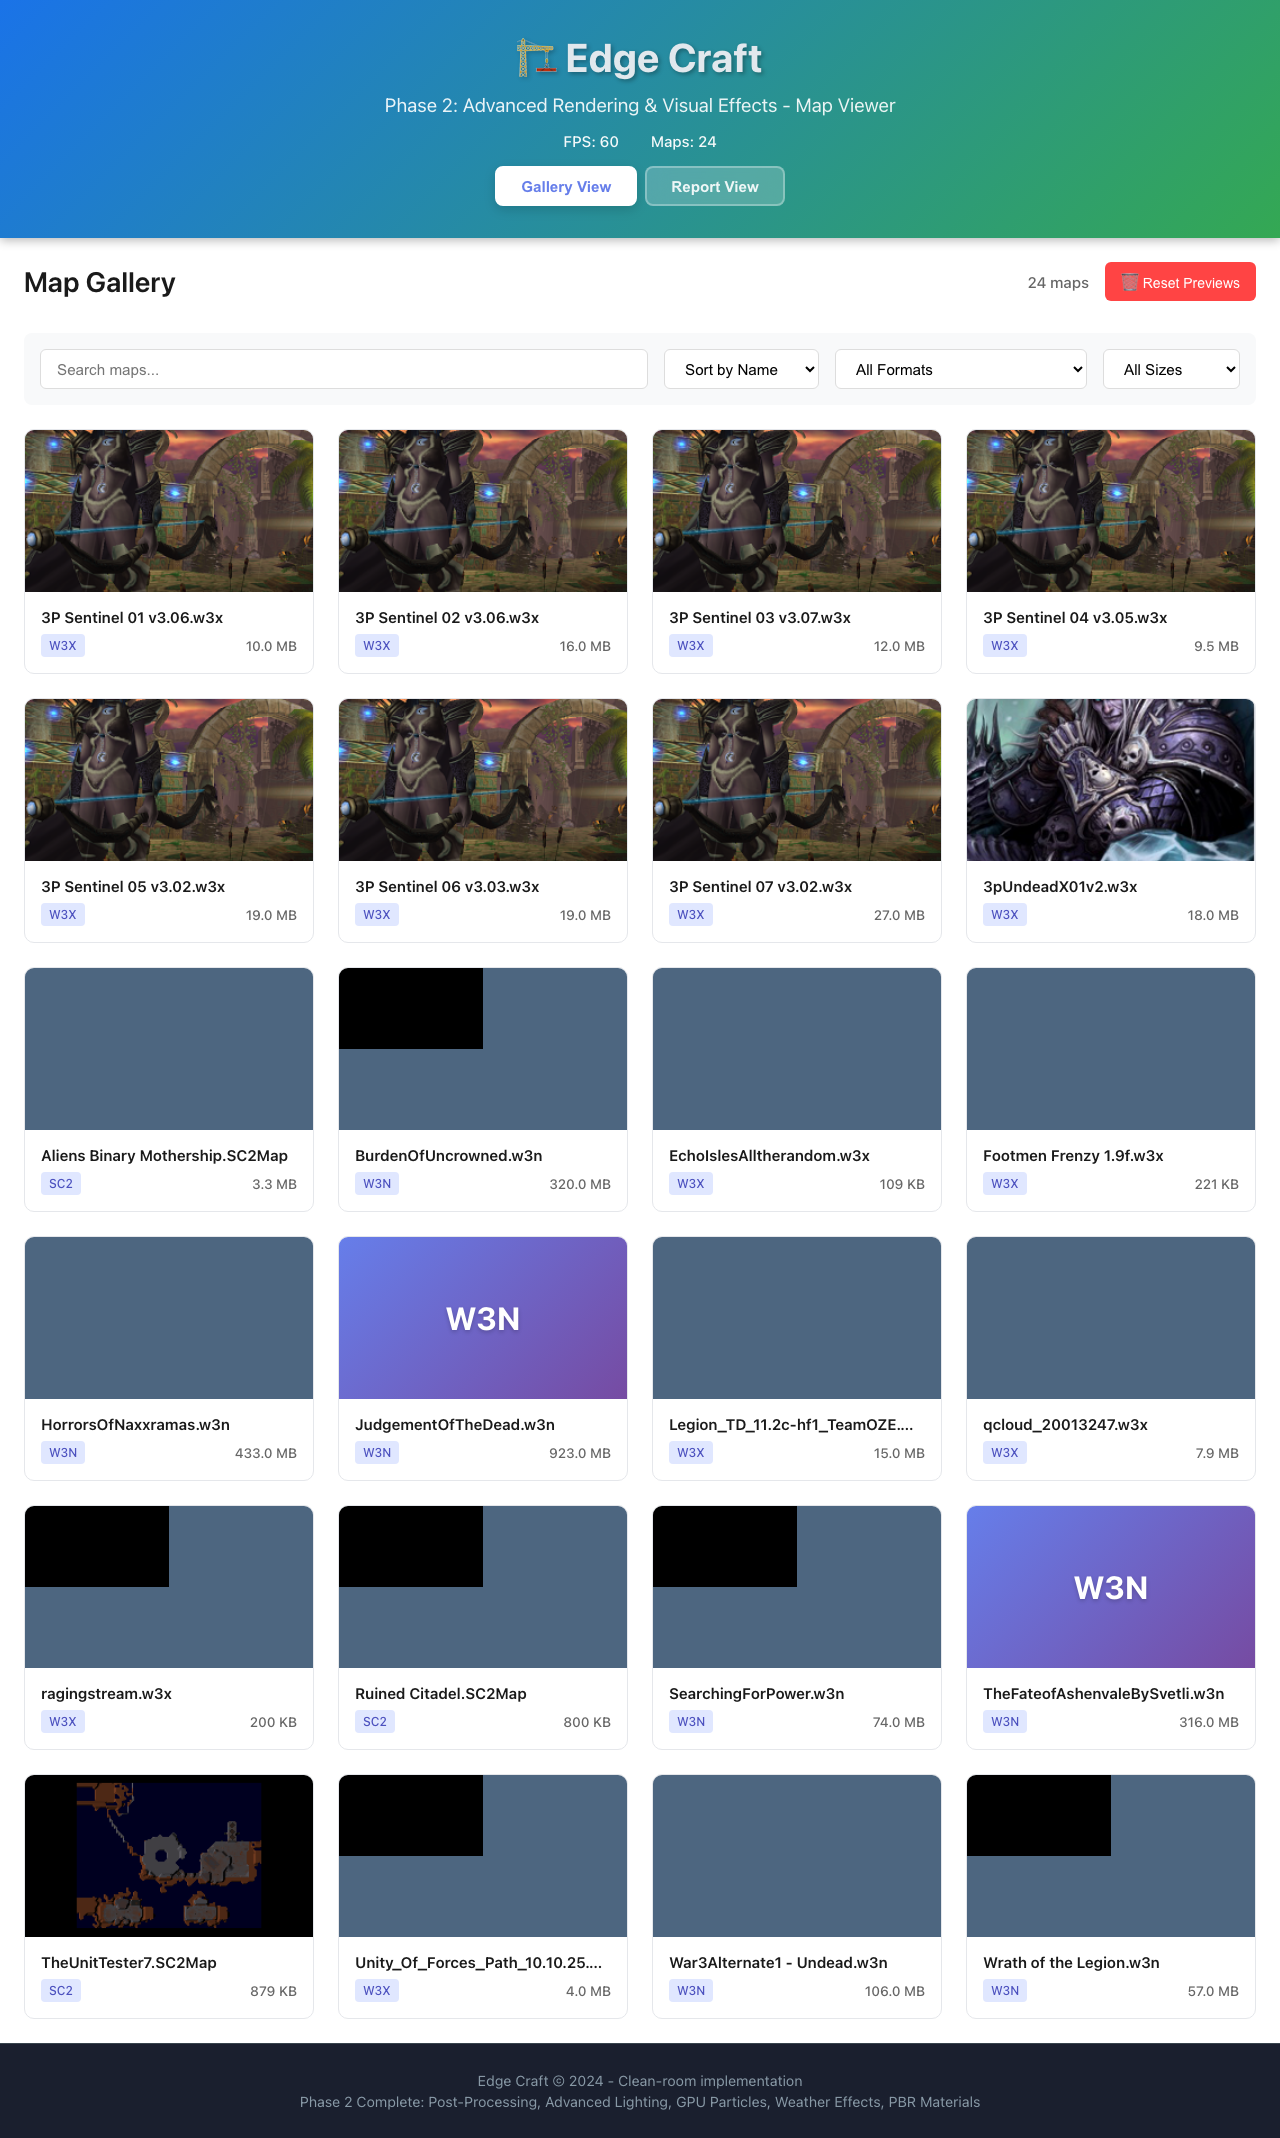 Edge Craft
Phase 2: Advanced Rendering & Visual Effects - Map Viewer
FPS: 60 Maps: 24
Gallery View Report View
Map Gallery
24 maps Reset Previews
Search maps... Sort by Name All Formats All Sizes
3P Sentinel 01 v3.06.w3x
W3X 10.0 MB
3P Sentinel 02 v3.06.w3x
W3X 16.0 MB
3P Sentinel 03 v3.07.w3x
W3X 12.0 MB
3P Sentinel 04 v3.05.w3x
W3X 9.5 MB
3P Sentinel 05 v3.02.w3x
W3X 19.0 MB
3P Sentinel 06 v3.03.w3x
W3X 19.0 MB
3P Sentinel 07 v3.02.w3x
W3X 27.0 MB
3pUndeadX01v2.w3x
W3X 18.0 MB
Aliens Binary Mothership.SC2Map
SC2 3.3 MB
BurdenOfUncrowned.w3n
W3N 320.0 MB
EchoIslesAlltherandom.w3x
W3X 109 KB
Footmen Frenzy 1.9f.w3x
W3X 221 KB
HorrorsOfNaxxramas.w3n
W3N 433.0 MB
W3N
JudgementOfTheDead.w3n
W3N 923.0 MB
Legion_TD_11.2c-hf1_TeamOZE....
W3X 15.0 MB
qcloud_20013247.w3x
W3X 7.9 MB
ragingstream.w3x
W3X 200 KB
Ruined Citadel.SC2Map
SC2 800 KB
SearchingForPower.w3n
W3N 74.0 MB
W3N
TheFateofAshenvaleBySvetli.w3n
W3N 316.0 MB
TheUnitTester7.SC2Map
SC2 879 KB
Unity_Of_Forces_Path_10.10.25....
W3X 4.0 MB
War3Alternate1 - Undead.w3n
W3N 106.0 MB
Wrath of the Legion.w3n
W3N 57.0 MB
Edge Craft © 2024 - Clean-room implementation
Phase 2 Complete: Post-Processing, Advanced Lighting, GPU Particles, Weather Effects, PBR Materials